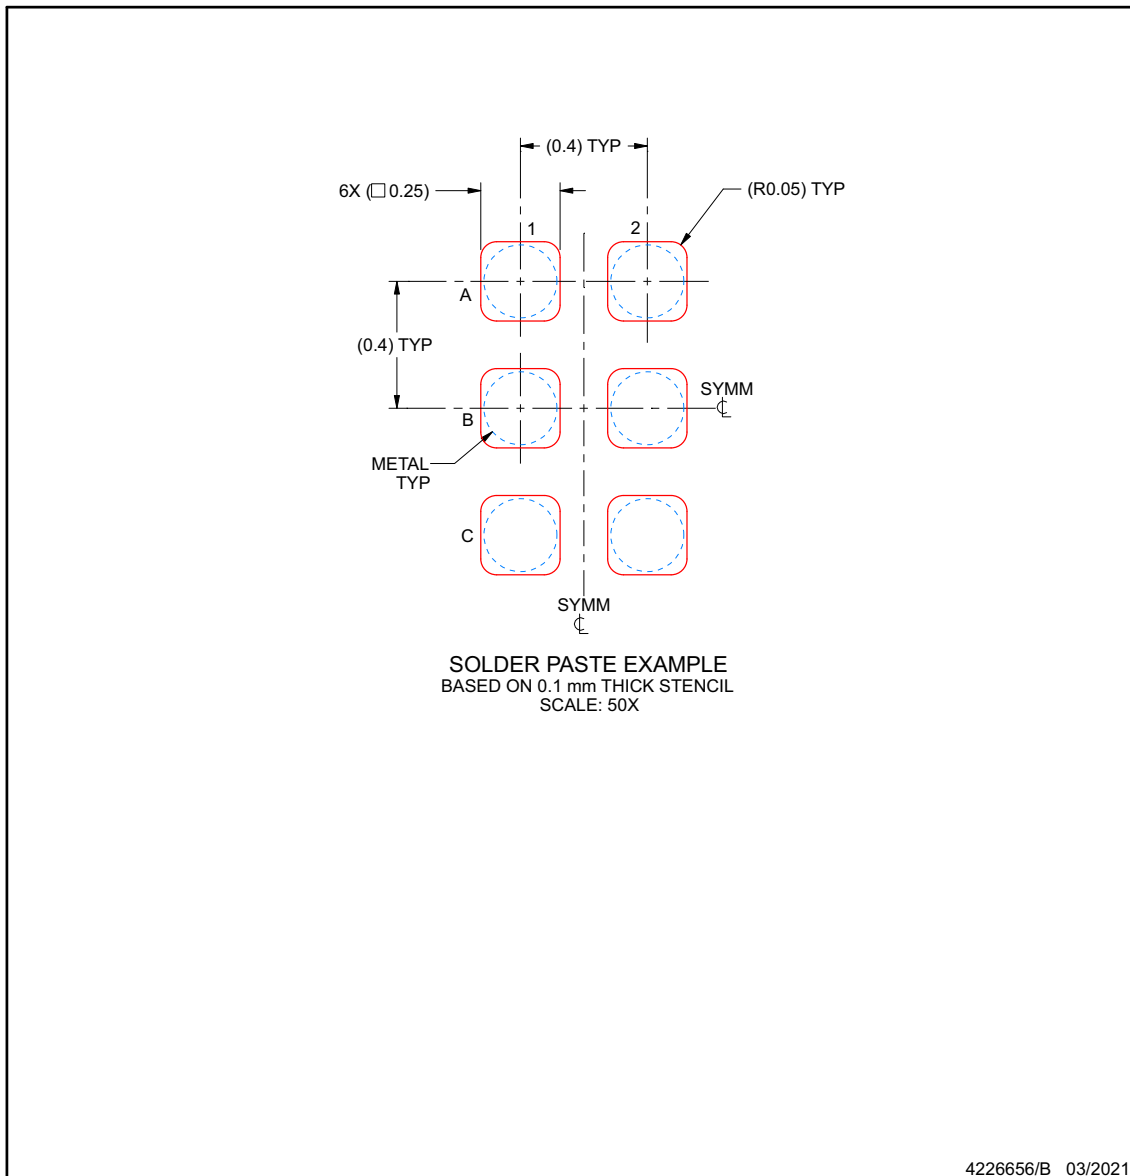 (0.4) TYP
6X (□ 0.25)
(R0.05) TYP
1
2
A
(0.4) TYP
SYMM
℄
B
METAL
TYP
C
SYMM
℄
SOLDER PASTE EXAMPLE
BASED ON 0.1 mm THICK STENCIL
SCALE: 50X
4226656/B 03/2021